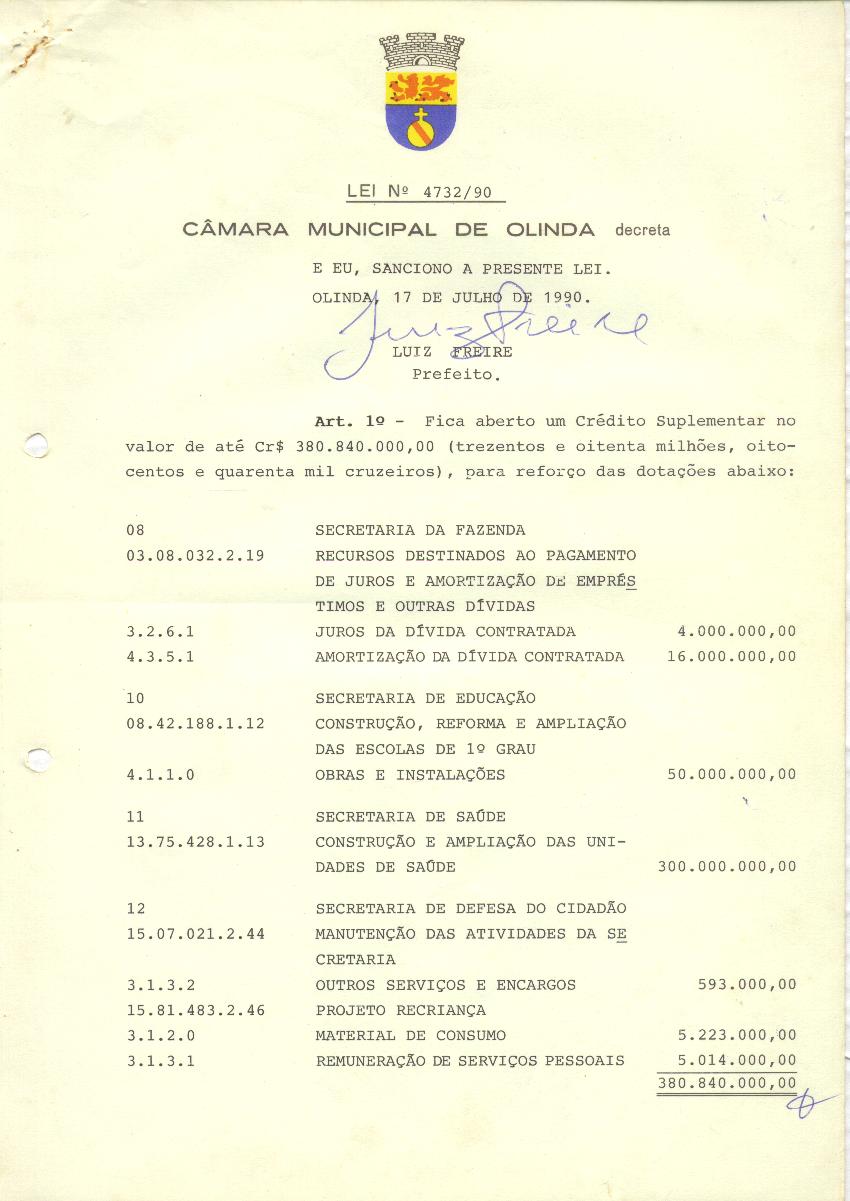 LEI Nº 4732/90
CÂMARA MUNICIPAL DE OLINDA decreta
E EU, SANCIONO A PRESENTE LEI.
OLINDA, 17 DE JULHO DE 1990.
Luiz Freire
LUIZ FREIRE
Prefeito.
Art. 1º - Fica aberto um Crédito Suplementar no
valor de até Cr$ 380.840.000,00 (trezentos e oitenta milhões, oito-
centos e quarenta mil cruzeiros), para reforço das dotações abaixo:
08 SECRETARIA DA FAZENDA
03.08.032.2.19 RECURSOS DESTINADOS AO PAGAMENTO
DE JUROS E AMORTIZAÇÃO DE EMPRÉS
TIMOS E OUTRAS DÍVIDAS
3.2.6.1 JUROS DA DÍVIDA CONTRATADA 4.000.000,00
4.3.5.1 AMORTIZAÇÃO DA DÍVIDA CONTRATADA 16.000.000,00
10 SECRETARIA DE EDUCAÇÃO
08.42.188.1.12 CONSTRUÇÃO, REFORMA E AMPLIAÇÃO
DAS ESCOLAS DE 1º GRAU
4.1.1.0 OBRAS E INSTALAÇÕES 50.000.000,00
11 SECRETARIA DE SAÚDE
13.75.428.1.13 CONSTRUÇÃO E AMPLIAÇÃO DAS UNI-
DADES DE SAÚDE 300.000.000,00
12 SECRETARIA DE DEFESA DO CIDADÃO
15.07.021.2.44 MANUTENÇÃO DAS ATIVIDADES DA SE
CRETARIA
3.1.3.2 OUTROS SERVIÇOS E ENCARGOS 593.000,00
15.81.483.2.46 PROJETO RECRIANÇA
3.1.2.0 MATERIAL DE CONSUMO 5.223.000,00
3.1.3.1 REMUNERAÇÃO DE SERVIÇOS PESSOAIS 5.014.000,00
380.840.000,00